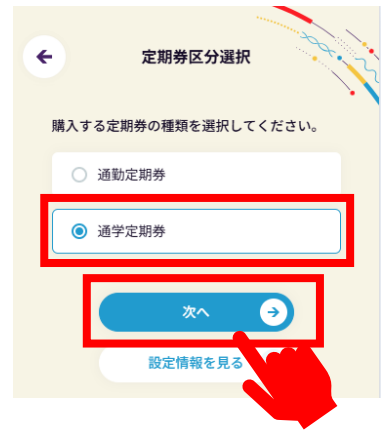 定期券区分選択
購入する定期券の種類を選択してください。
通勤定期券
通学定期券
次へ
設定情報を見る